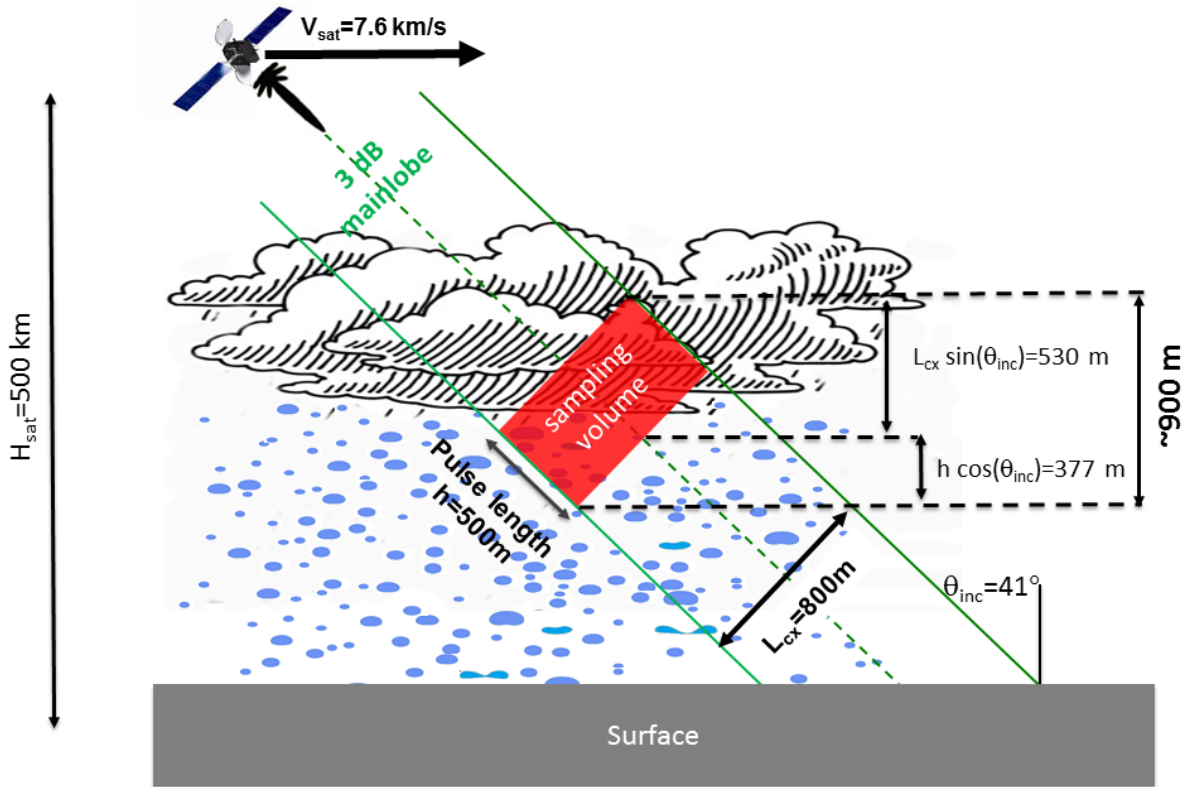 V_sat=7.6 km/s
3 dB
mainlobe
H_sat=500 km
sampling
volume
L_cx sin(θ_inc)=530 m
~900 m
h cos(θ_inc)=377 m
Pulse length
h=500m
L_cx=800m
θ_inc=41°
Surface